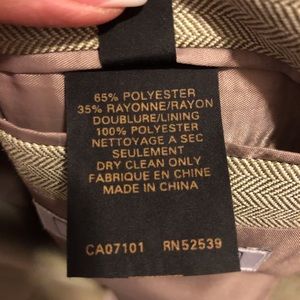 65% POLYESTER
35% RAYONNE/RAYON
DOUBLURE/LINING
100% POLYESTER
NETTOYAGE A SEC
SEULEMENT
DRY CLEAN ONLY
FABRIQUE EN CHINE
MADE IN CHINA
CA07101 RN52539